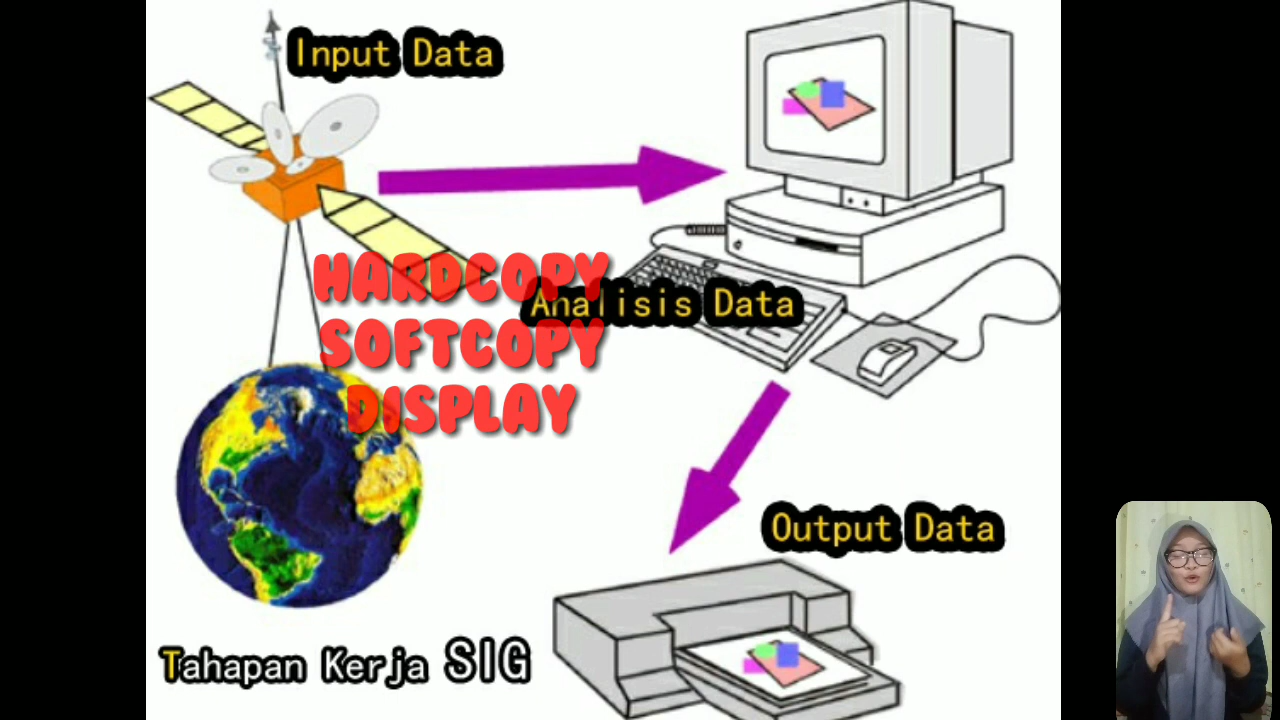 Input Data
HARDCOPY
SOFTCOPY
DISPLAY
Analisis Data
Output Data
Tahapan Kerja SIG